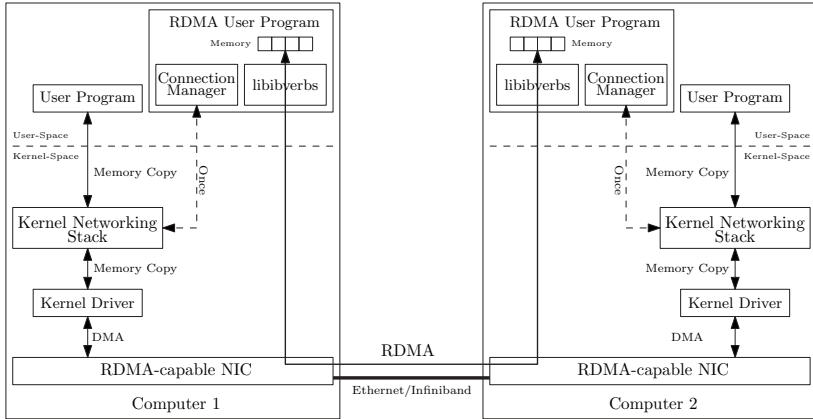 RDMA User Program
Memory
Connection
Manager
libibverbs
User Program
User-Space
Kernel-Space
Memory Copy
Once
Kernel Networking
Stack
Memory Copy
Kernel Driver
DMA
RDMA-capable NIC
Computer 1
RDMA
Ethernet/Infiniband
RDMA User Program
Memory
libibverbs
Connection
Manager
User Program
User-Space
Kernel-Space
Memory Copy
Once
Kernel Networking
Stack
Memory Copy
Kernel Driver
DMA
RDMA-capable NIC
Computer 2